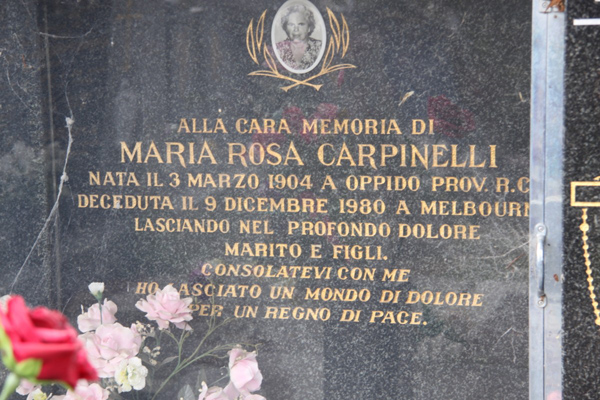 ALLA CARA MEMORIA DI
MARIA ROSA CARPINELLI
NATA IL 3 MARZO 1904 A OPPIDO PROV. R.C
DECEDUTA IL 9 DICEMBRE 1980 A MELBOURN
LASCIANDO NEL PROFONDO DOLORE
MARITO E FIGLI.
CONSOLATEVI CON ME
HO LASCIATO UN MONDO DI DOLORE
PER UN REGNO DI PACE.